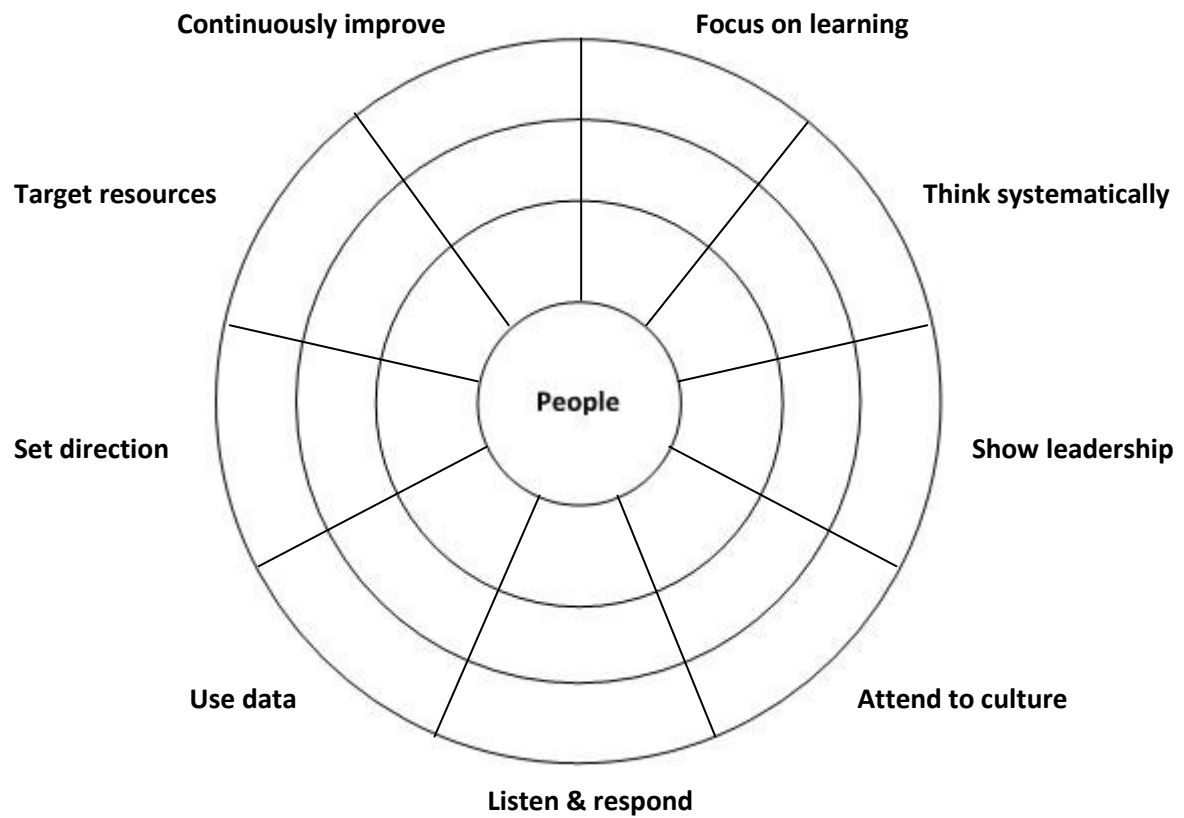 Continuously improve
Focus on learning
Target resources
Think systematically
People
Set direction
Show leadership
Use data
Attend to culture
Listen & respond